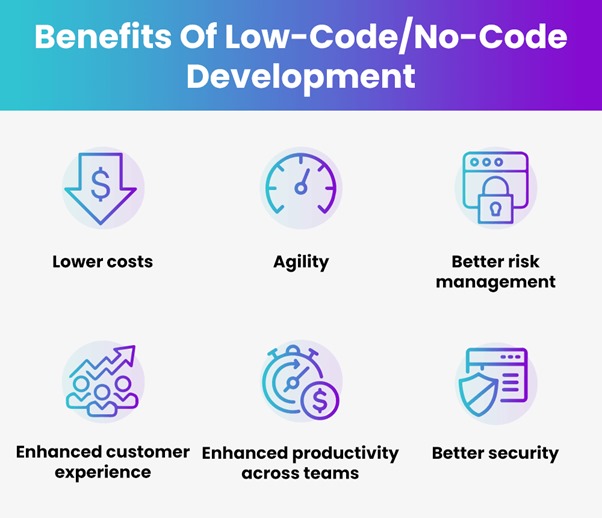 Benefits Of Low-Code/No-Code
Development
$
Lower costs
Agility
Better risk
management
Enhanced customer
experience
$
Enhanced productivity
across teams
Better security